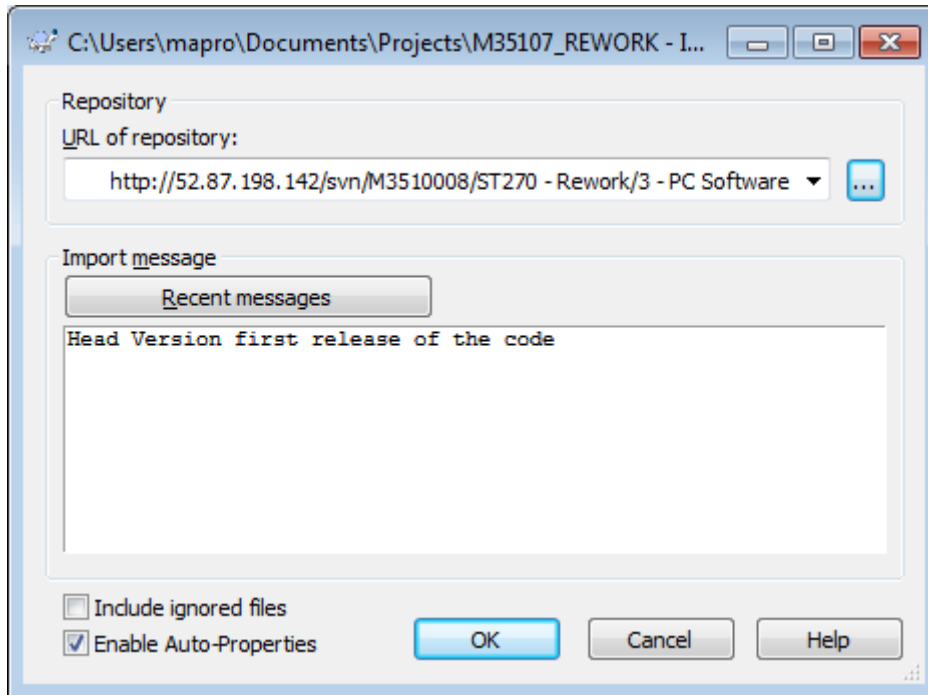 C:\Users\mapro\Documents\Projects\M35107_REWORK - I...
Repository
URL of repository:
http://52.87.198.142/svn/M3510008/ST270 - Rework/3 - PC Software
...
Import message
Recent messages
Head Version first release of the code
Include ignored files
Enable Auto-Properties
OK
Cancel
Help